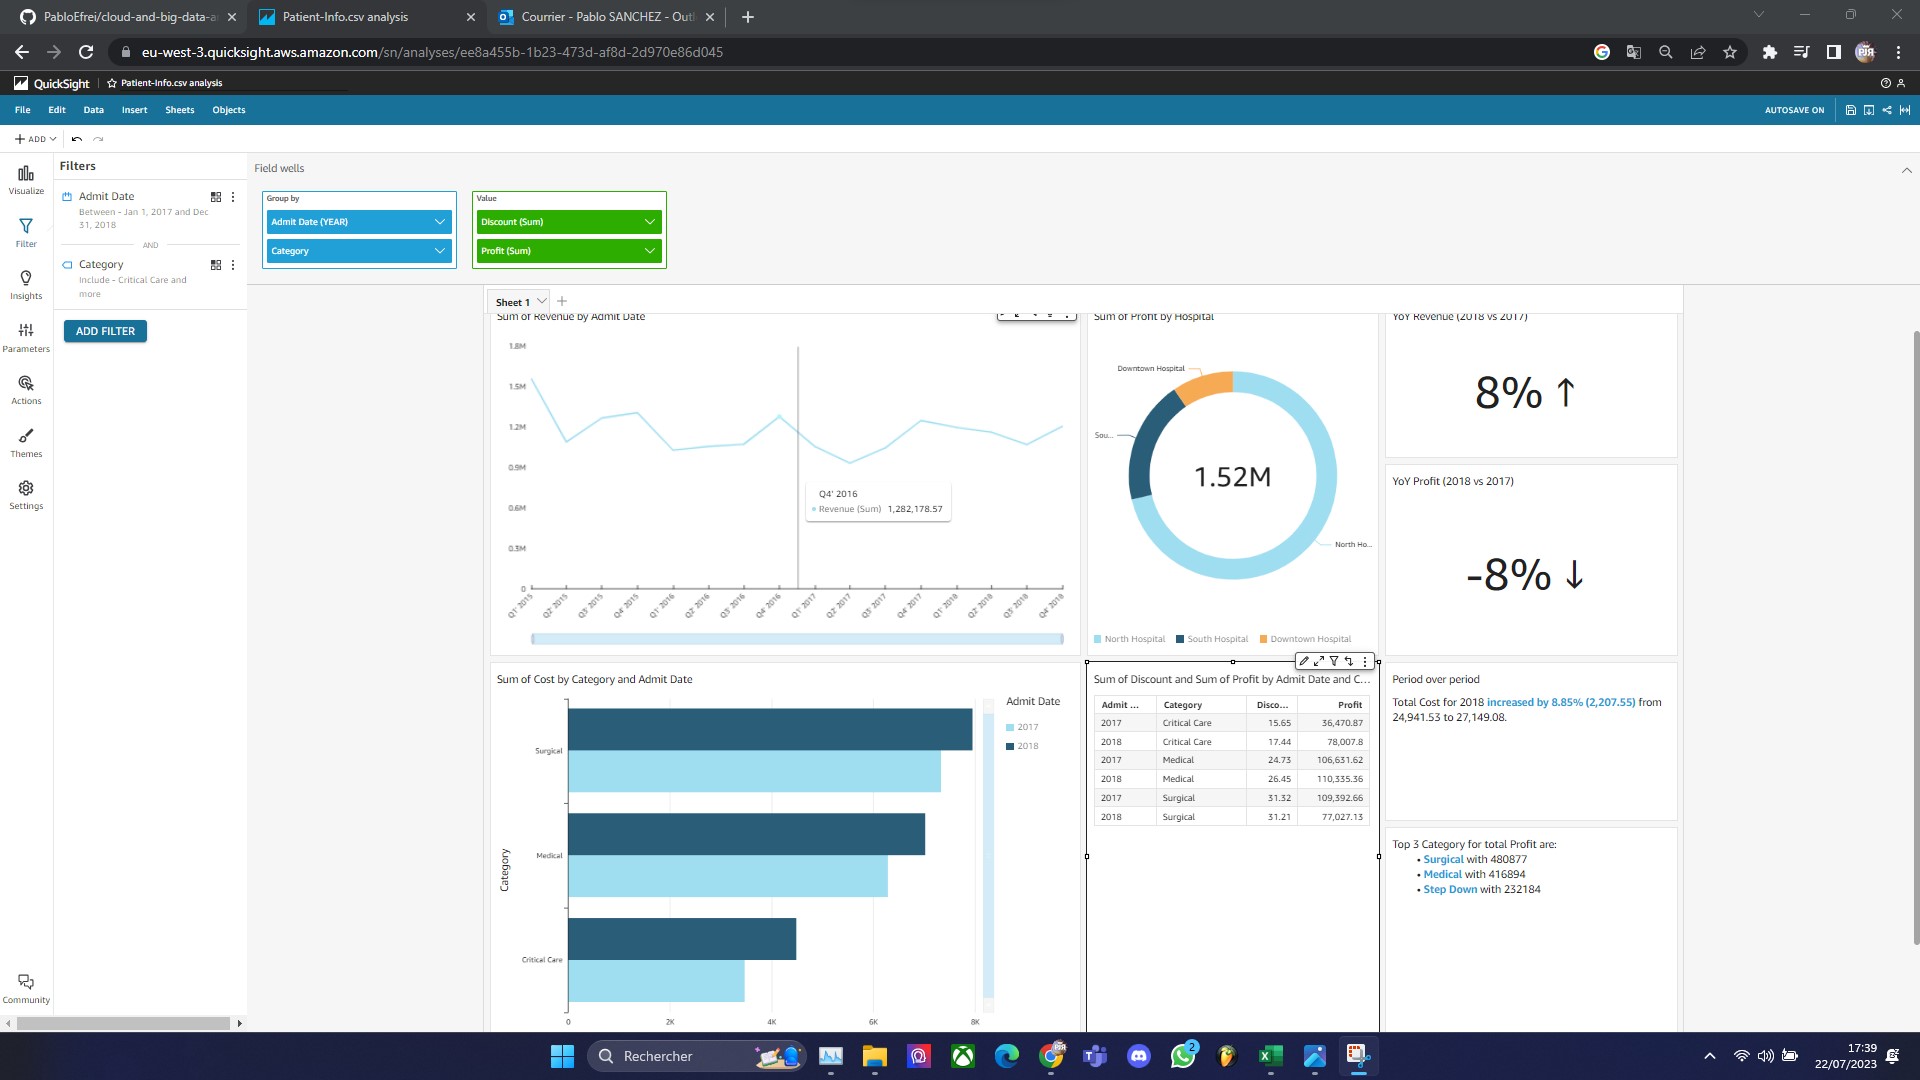 PabloEfrei/cloud-and-big-data-a
Patient-Info.csv analysis
Courrier - Pablo SANCHEZ - Outl
eu-west-3.quicksight.aws.amazon.com/sn/analyses/ee8a455b-1b23-473d-af8d-2d970e86d045
QuickSight
Patient-Info.csv analysis
File Edit Data Insert Sheets Objects
AUTOSAVE ON
ADD
Visualize
Filter
Insights
Parameters
Actions
Themes
Settings
Community
Filters
Admit Date
Between - Jan 1, 2017 and Dec
31, 2018
AND
Category
Include - Critical Care and
more
ADD FILTER
Field wells
Group by
Admit Date (YEAR)
Category
Value
Discount (Sum)
Profit (Sum)
Sheet 1
Sum of Revenue by Admit Date
1.8M
1.5M
1.2M
0.9M
0.6M
0.3M
0
Q4' 2016
Revenue (Sum) 1,282,178.57
Q1' 2015
Q2' 2015
Q3' 2015
Q4' 2015
Q1' 2016
Q2' 2016
Q3' 2016
Q4' 2016
Q1' 2017
Q2' 2017
Q3' 2017
Q4' 2017
Q1' 2018
Q2' 2018
Q3' 2018
Q4' 2018
Sum of Profit by Hospital
Downtown Hospital
Sou...
1.52M
North Ho...
North Hospital South Hospital Downtown Hospital
YoY Revenue (2018 vs 2017)
8% ↑
YoY Profit (2018 vs 2017)
-8% ↓
Sum of Cost by Category and Admit Date
Category
Surgical
Medical
Critical Care
0 2K 4K 6K 8K
Admit Date
2017
2018
Sum of Discount and Sum of Profit by Admit Date and C...
Admit ... Category Disco... Profit
2017 Critical Care 15.65 36,470.87
2018 Critical Care 17.44 78,007.8
2017 Medical 24.73 106,631.62
2018 Medical 26.45 110,335.36
2017 Surgical 31.32 109,392.66
2018 Surgical 31.21 77,027.13
Period over period
Total Cost for 2018 increased by 8.85% (2,207.55) from
24,941.53 to 27,149.08.
Top 3 Category for total Profit are:
• Surgical with 480877
• Medical with 416894
• Step Down with 232184
Rechercher
2
17:39
22/07/2023